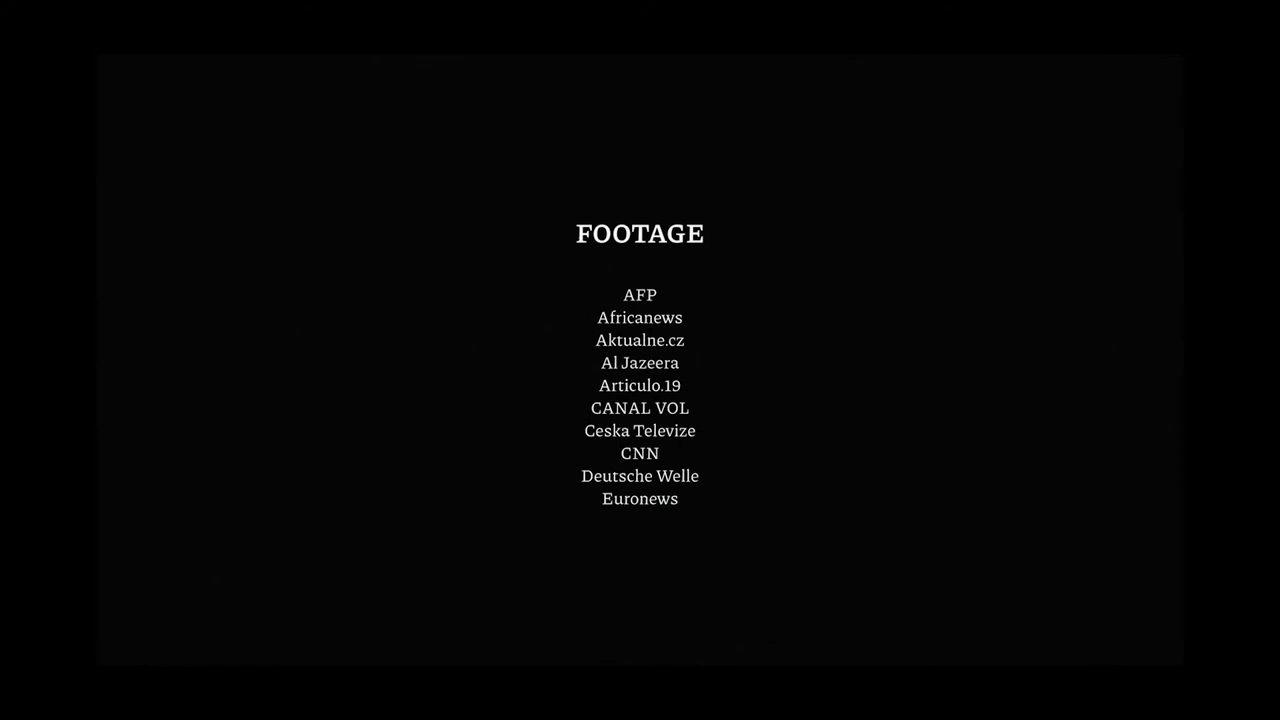 FOOTAGE
AFP
Africanews
Aktualne.cz
Al Jazeera
Articulo.19
CANAL VOL
Ceska Televize
CNN
Deutsche Welle
Euronews